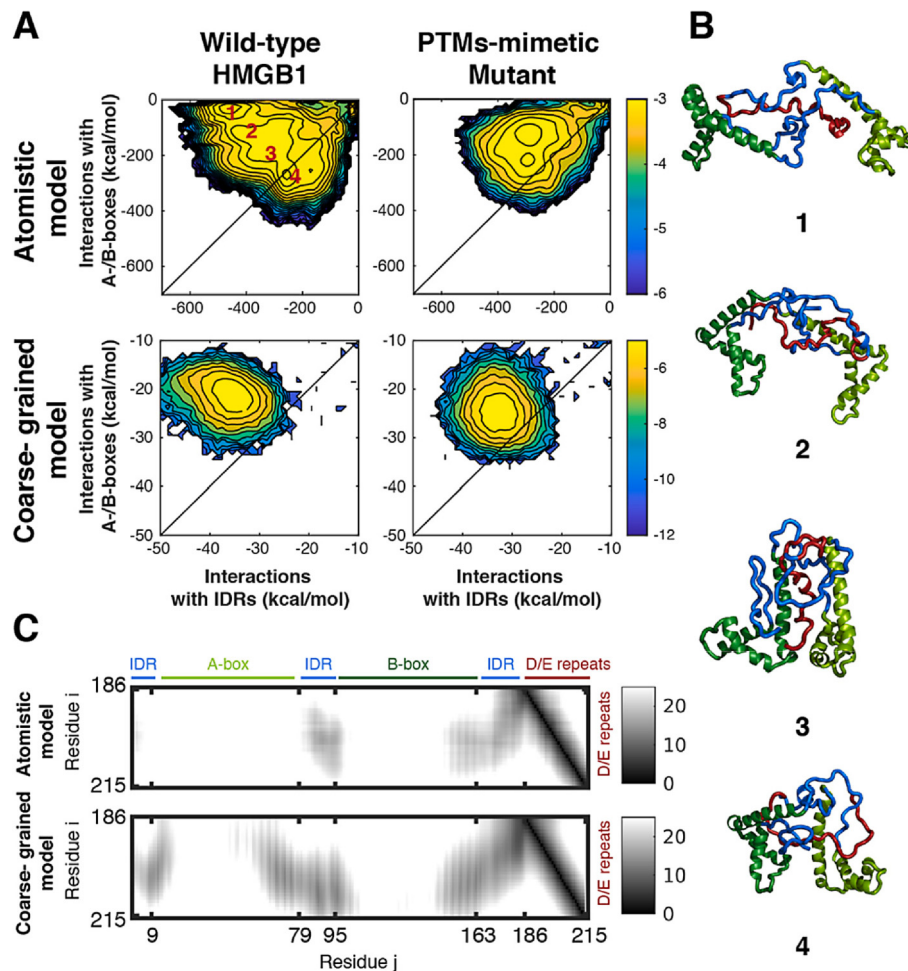 A
B
Wild-type
HMGB1
PTMs-mimetic
Mutant
Atomistic
model
Interactions with
A-/B-boxes (kcal/mol)
0
-200
-400
-600
1
2
3
4
-600 -400 -200 0
-600 -400 -200 0
-3
-4
-5
-6
1
Coarse- grained
model
Interactions with
A-/B-boxes (kcal/mol)
-10
-20
-30
-40
-50
-50 -40 -30 -20 -10
-50 -40 -30 -20 -10
-6
-8
-10
-12
2
Interactions
with IDRs (kcal/mol)
Interactions
with IDRs (kcal/mol)
3
C
IDR A-box IDR B-box IDR D/E repeats
Atomistic
model
Residue i
186
215
D/E repeats
20
10
0
Coarse- grained
model
Residue i
186
215
D/E repeats
20
10
0
9 79 95 163 186 215
Residue j
4